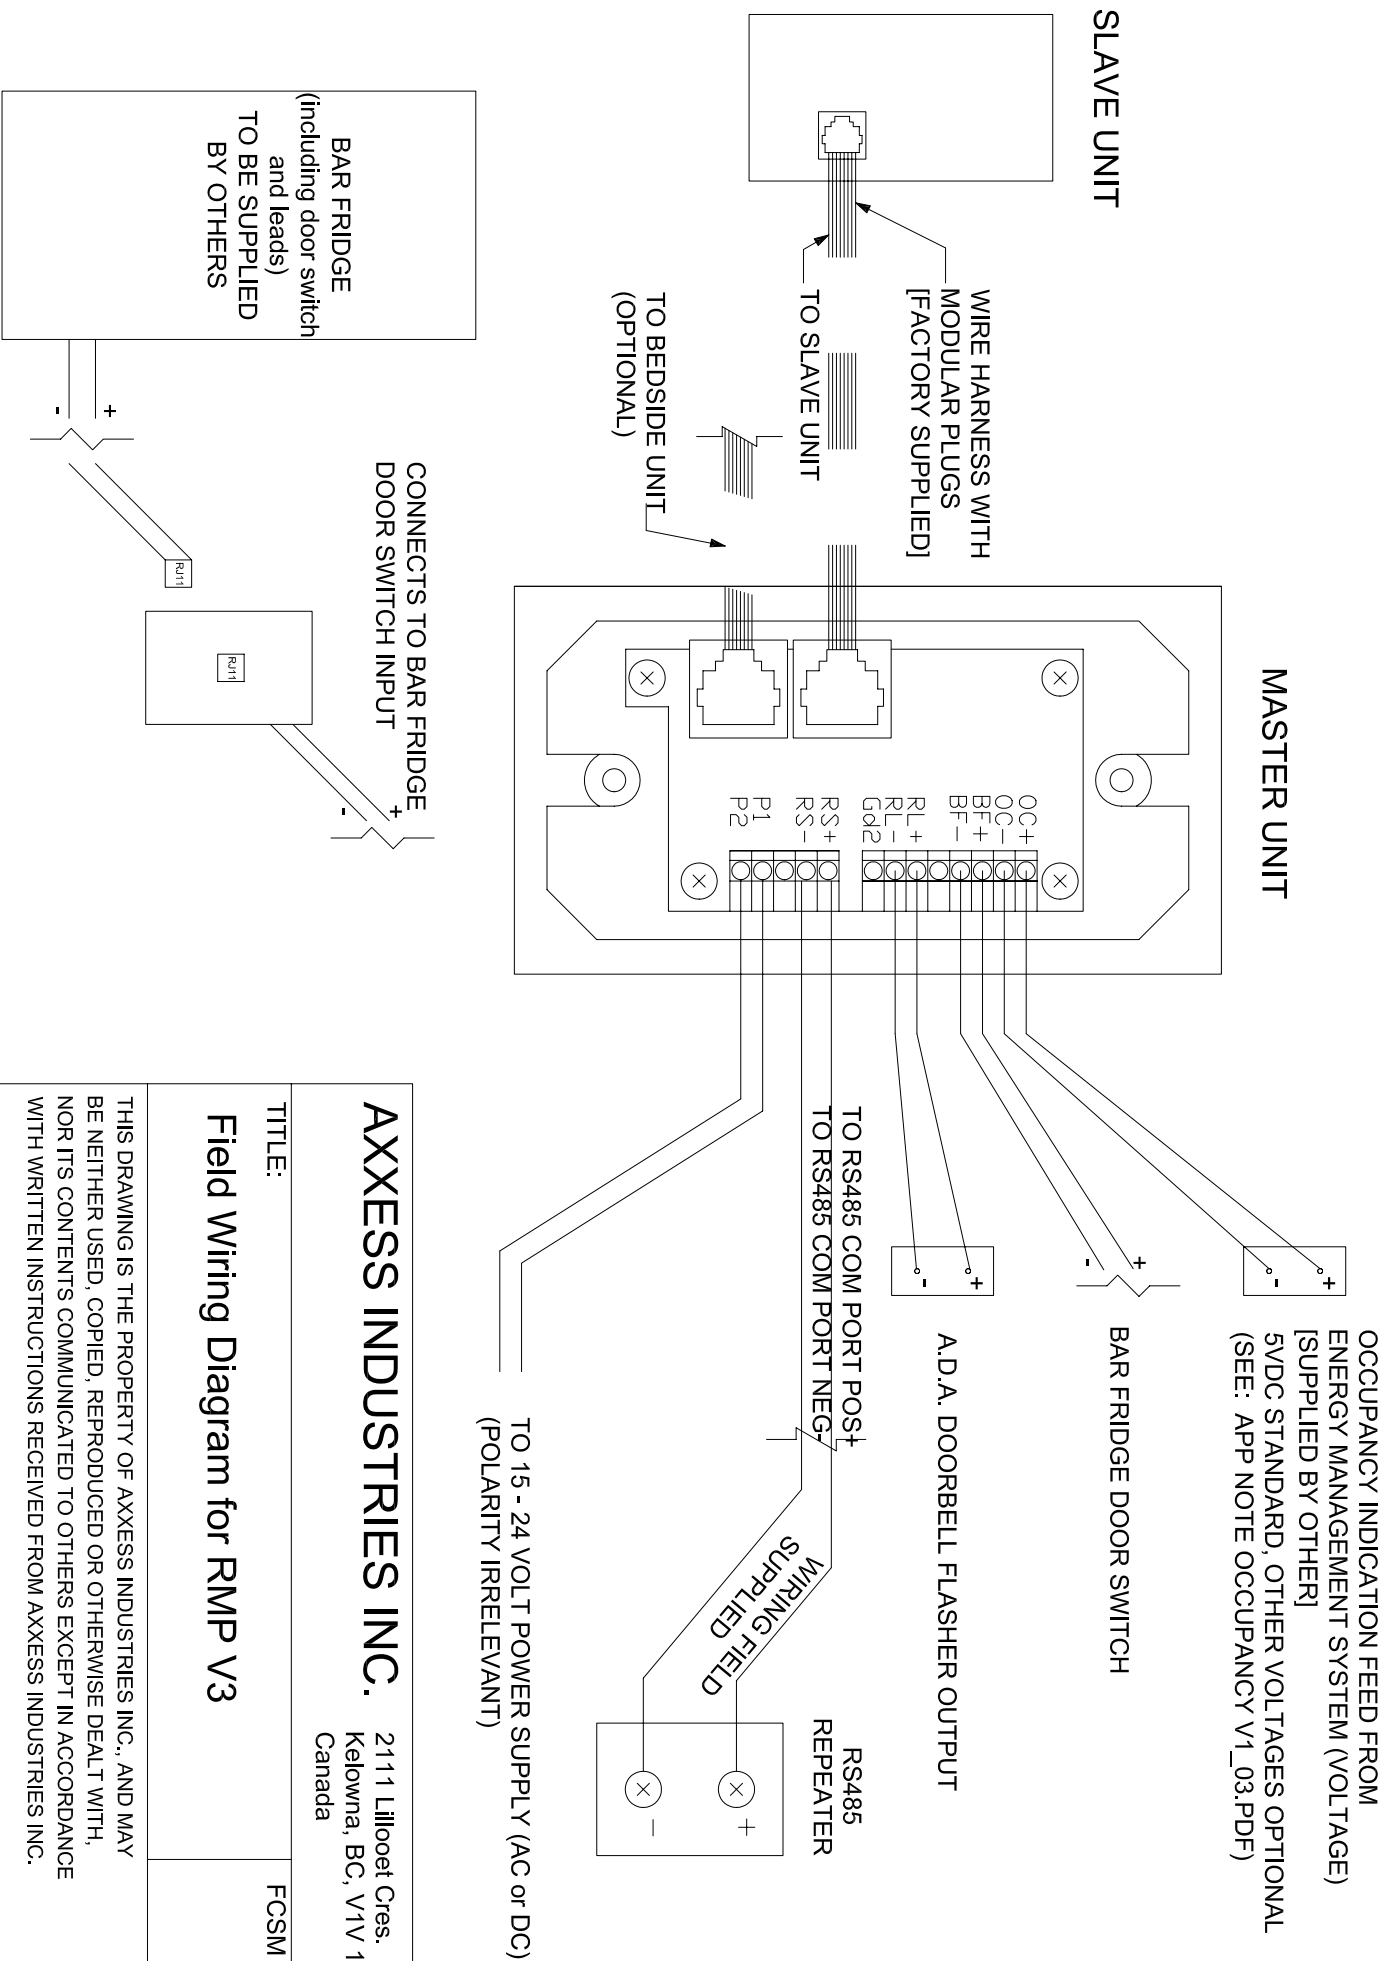 SLAVE UNIT
MASTER UNIT
OCCUPANCY INDICATION FEED FROM
ENERGY MANAGEMENT SYSTEM (VOLTAGE)
[SUPPLIED BY OTHER]
5VDC STANDARD, OTHER VOLTAGES OPTIONAL
(SEE: APP NOTE OCCUPANCY V1_03.PDF)
+
-
WIRE HARNESS WITH
MODULAR PLUGS
[FACTORY SUPPLIED]
TO SLAVE UNIT
TO BEDSIDE UNIT
(OPTIONAL)
OC+
OC-
BF+
BF-
RL+
RL-
Gd2
RS+
RS-
P1
P2
+
-
BAR FRIDGE DOOR SWITCH
+
-
A.D.A. DOORBELL FLASHER OUTPUT
TO RS485 COM PORT POS+
TO RS485 COM PORT NEG-
WIRING FIELD
SUPPLIED
RS485
REPEATER
+
-
TO 15 - 24 VOLT POWER SUPPLY (AC or DC)
(POLARITY IRRELEVANT)
BAR FRIDGE
(including door switch
and leads)
TO BE SUPPLIED
BY OTHERS
+
-
RJ11
RJ11
CONNECTS TO BAR FRIDGE
DOOR SWITCH INPUT
+
-
AXXESS INDUSTRIES INC.
2111 Lillooet Cres.
Kelowna, BC, V1V 1
Canada
TITLE:
Field Wiring Diagram for RMP V3
FCSM
THIS DRAWING IS THE PROPERTY OF AXXESS INDUSTRIES INC., AND MAY
BE NEITHER USED, COPIED, REPRODUCED OR OTHERWISE DEALT WITH,
NOR ITS CONTENTS COMMUNICATED TO OTHERS EXCEPT IN ACCORDANCE
WITH WRITTEN INSTRUCTIONS RECEIVED FROM AXXESS INDUSTRIES INC.